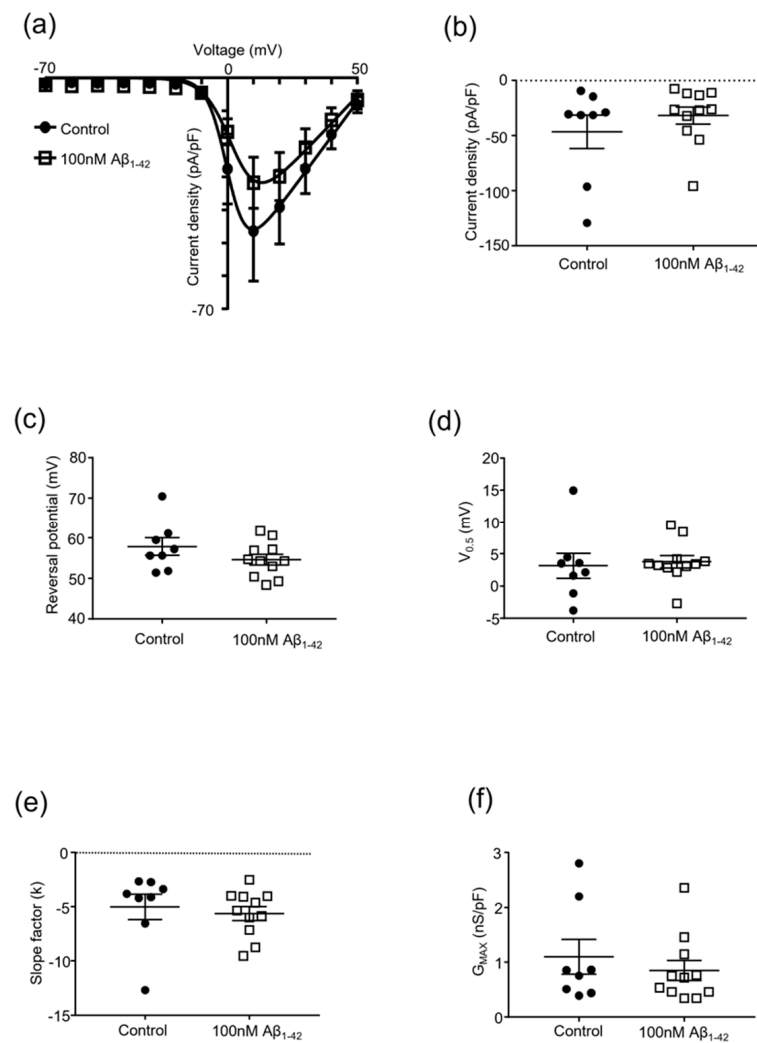 (a)
Voltage (mV)
-70
0
50
Control
100nM Aβ1-42
Current density (pA/pF)
-70
(b)
Current density (pA/pF)
0
-50
-100
-150
Control
100nM Aβ1-42
(c)
Reversal potential (mV)
80
70
60
50
40
Control
100nM Aβ1-42
(d)
V0.5 (mV)
20
15
10
5
0
-5
Control
100nM Aβ1-42
(e)
Slope factor (k)
0
-5
-10
-15
Control
100nM Aβ1-42
(f)
GMAX (nS/pF)
3
2
1
0
Control
100nM Aβ1-42